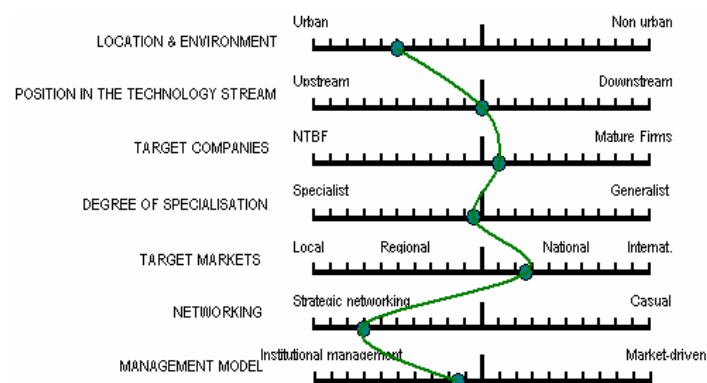 Urban Non urban
LOCATION & ENVIRONMENT
Upstream Downstream
POSITION IN THE TECHNOLOGY STREAM
NTBF Mature Firms
TARGET COMPANIES
Specialist Generalist
DEGREE OF SPECIALISATION
Local Regional National Internat.
TARGET MARKETS
Strategic networking Casual
NETWORKING
Institutional management Market-driven
MANAGEMENT MODEL